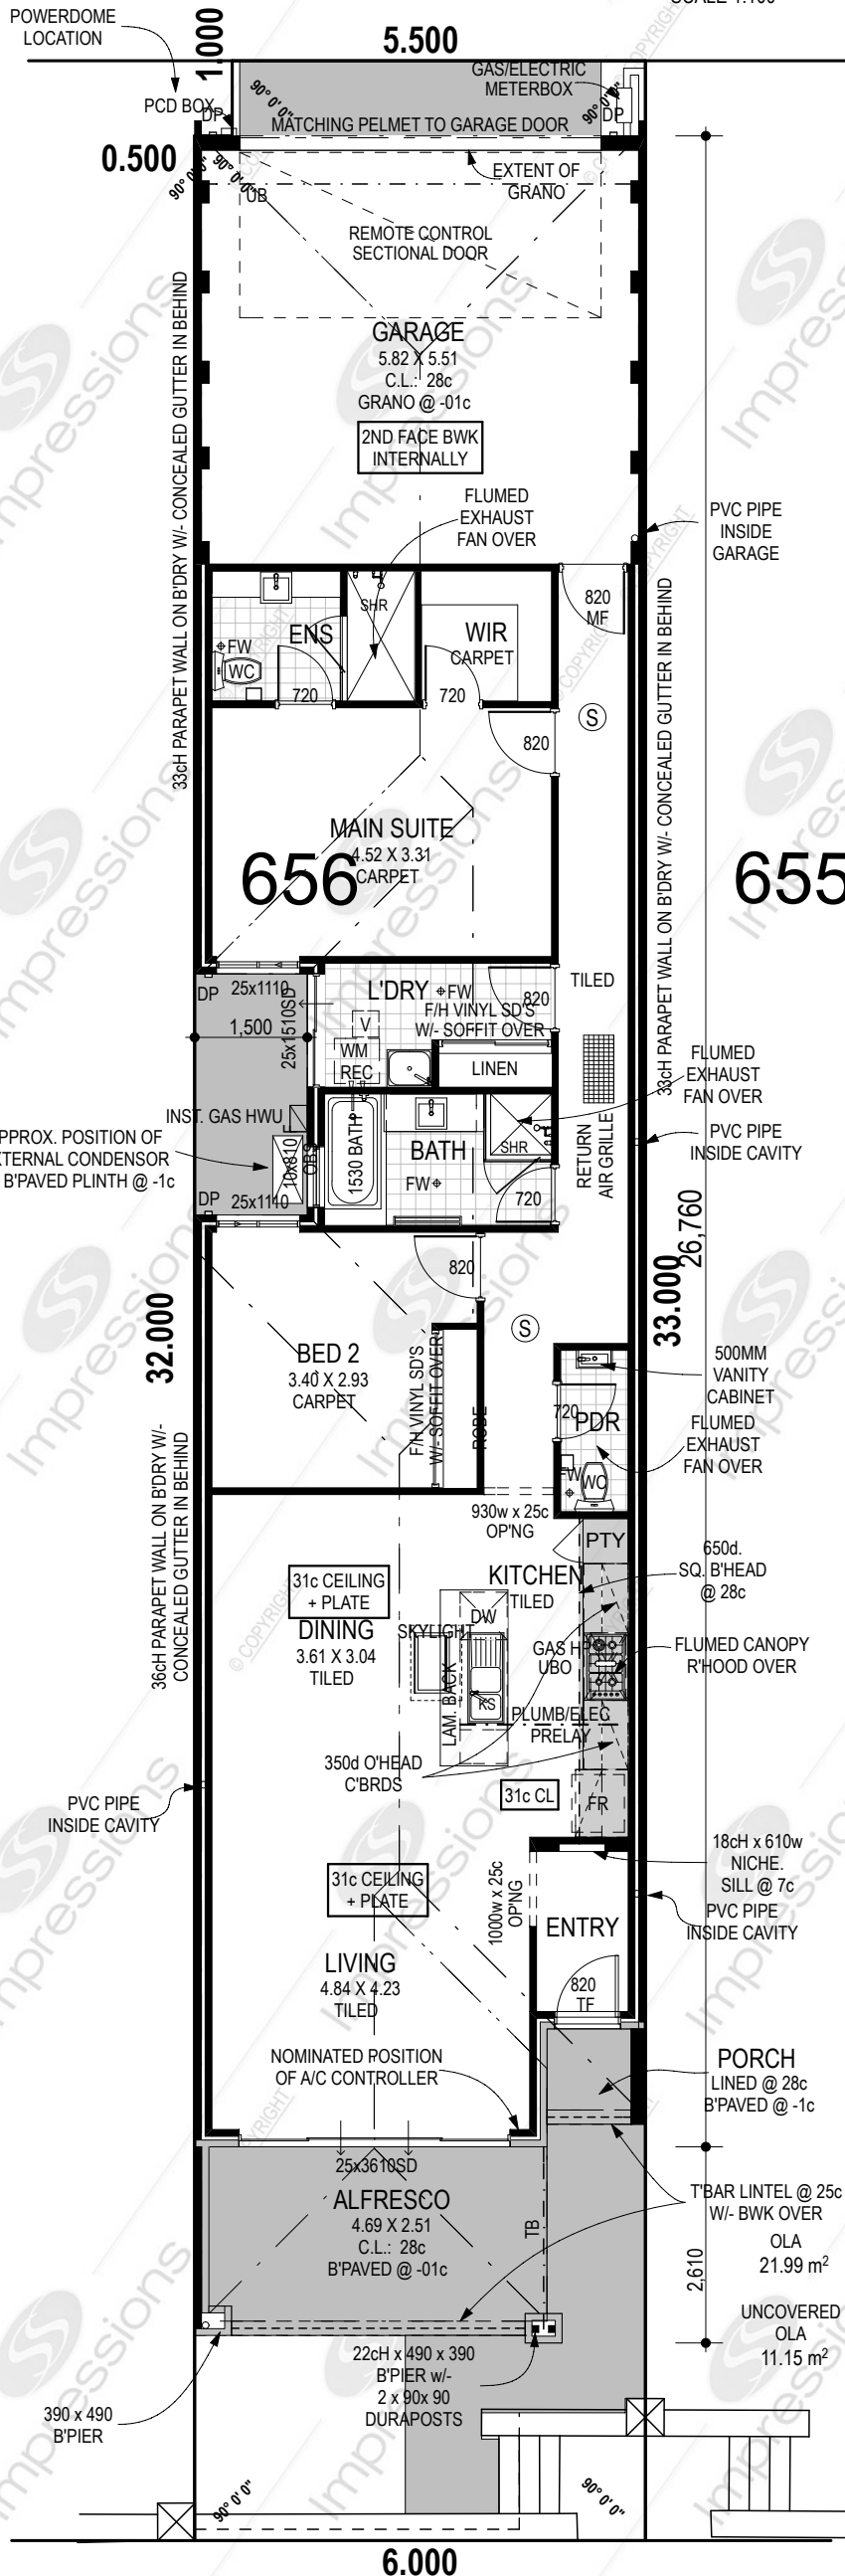 SCALE 1:100
POWERDOME
LOCATION
1.000
5.500
GAS/ELECTRIC
METERBOX
PCD BOX
DP
DP
90° 0' 0"
90° 0' 0"
MATCHING PELMET TO GARAGE DOOR
0.500
90° 0' 0"
90° 0' 0"
EXTENT OF
GRANO
UB
REMOTE CONTROL
SECTIONAL DOOR
GARAGE
5.82 X 5.51
C.L.: 28c
GRANO @ -01c
2ND FACE BWK
INTERNALLY
33cH PARAPET WALL ON B'DRY W/- CONCEALED GUTTER IN BEHIND
FLUMED
EXHAUST
FAN OVER
PVC PIPE
INSIDE
GARAGE
820
MF
SHR
ENS
FW
WC
720
WIR
CARPET
720
S
820
33cH PARAPET WALL ON B'DRY W/- CONCEALED GUTTER IN BEHIND
MAIN SUITE
4.52 X 3.31
CARPET
656
655
DP
25x1110
25x1510SD
1,500
L'DRY
FW
820
F/H VINYL SD'S
W/- SOFFIT OVER
V
WM
REC
LINEN
TILED
FLUMED
EXHAUST
FAN OVER
INST. GAS HWU
PPROX. POSITION OF
XTERNAL CONDENSOR
B'PAVED PLINTH @ -1c
10x810 F
OBS
1530 BATH
BATH
FW
SHR
720
RETURN
AIR GRILLE
PVC PIPE
INSIDE CAVITY
DP
25x1110
26,760
33.000
32.000
820
S
BED 2
3.40 X 2.93
CARPET
F/H VINYL SD'S
W/- SOFFIT OVER
ROBE
500MM
VANITY
CABINET
720
PDR
FLUMED
EXHAUST
FAN OVER
FW
WC
36cH PARAPET WALL ON B'DRY W/-
CONCEALED GUTTER IN BEHIND
930w x 25c
OP'NG
PTY
650d.
SQ. B'HEAD
@ 28c
KITCHEN
TILED
31c CEILING
+ PLATE
DINING
3.61 X 3.04
TILED
SKYLIGHT
DW
KS
LAM. BACK
GAS HP
UBO
FLUMED CANOPY
R'HOOD OVER
PLUMB/ELEC
PRELAY
350d O'HEAD
C'BRDS
31c CL
FR
PVC PIPE
INSIDE CAVITY
18cH x 610w
NICHE.
SILL @ 7c
31c CEILING
+ PLATE
1000w x 25c
OP'NG
ENTRY
PVC PIPE
INSIDE CAVITY
LIVING
4.84 X 4.23
TILED
820
TF
NOMINATED POSITION
OF A/C CONTROLLER
PORCH
LINED @ 28c
B'PAVED @ -1c
25x3610SD
ALFRESCO
4.69 X 2.51
C.L.: 28c
B'PAVED @ -01c
TB
T'BAR LINTEL @ 25c
W/- BWK OVER
OLA
21.99 m²
2,610
UNCOVERED
OLA
11.15 m²
22cH x 490 x 390
B'PIER w/-
2 x 90x 90
DURAPOSTS
390 x 490
B'PIER
90° 0' 0"
90° 0' 0"
6.000